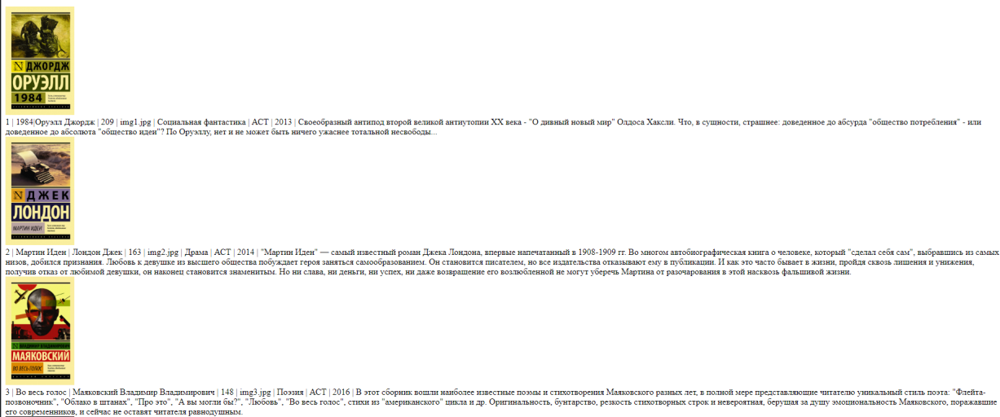 N ДЖОРДЖ
ОРУЭЛЛ
1984
1 | 1984|Оруэлл Джордж | 209 | img1.jpg | Социальная фантастика | АСТ | 2013 | Своеобразный антипод второй великой антиутопии XX века - "О дивный новый мир" Олдоса Хаксли. Что, в сущности, страшнее: доведенное до абсурда "общество потребления" - или
доведенное до абсолюта "общество идеи"? По Оруэллу, нет и не может быть ничего ужаснее тотальной несвободы...
N ДЖЕК
ЛОНДОН
МАРТИН ИДЕН
2 | Мартин Иден | Лондон Джек | 163 | img2.jpg | Драма | АСТ | 2014 | "Мартин Иден" — самый известный роман Джека Лондона, впервые напечатанный в 1908-1909 гг. Во многом автобиографическая книга о человеке, который "сделал себя сам", выбравшись из самых
низов, добился признания. Любовь к девушке из высшего общества побуждает героя заняться самообразованием. Он становится писателем, но все издательства отказывают ему в публикации. И как это часто бывает в жизни, пройдя сквозь лишения и унижения,
получив отказ от любимой девушки, он наконец становится знаменитым. Но ни слава, ни деньги, ни успех, ни даже возвращение его возлюбленной не могут уберечь Мартина от разочарования в этой насквозь фальшивой жизни.
N ВЛАДИМИР ВЛАДИМИРОВИЧ
МАЯКОВСКИЙ
ВО ВЕСЬ ГОЛОС
3 | Во весь голос | Маяковский Владимир Владимирович | 148 | img3.jpg | Поэзия | АСТ | 2016 | В этот сборник вошли наиболее известные поэмы и стихотворения Маяковского разных лет, в полной мере представляющие читателю уникальный стиль поэта: "Флейта-
позвоночник", "Облако в штанах", "Про это", "А вы могли бы?", "Любовь", "Во весь голос", стихи из "американского" цикла и др. Оригинальность, бунтарство, резкость стихотворных строк и невероятная, берущая за душу эмоциональность Маяковского, поражавшие
его современников, и сейчас не оставят читателя равнодушным.